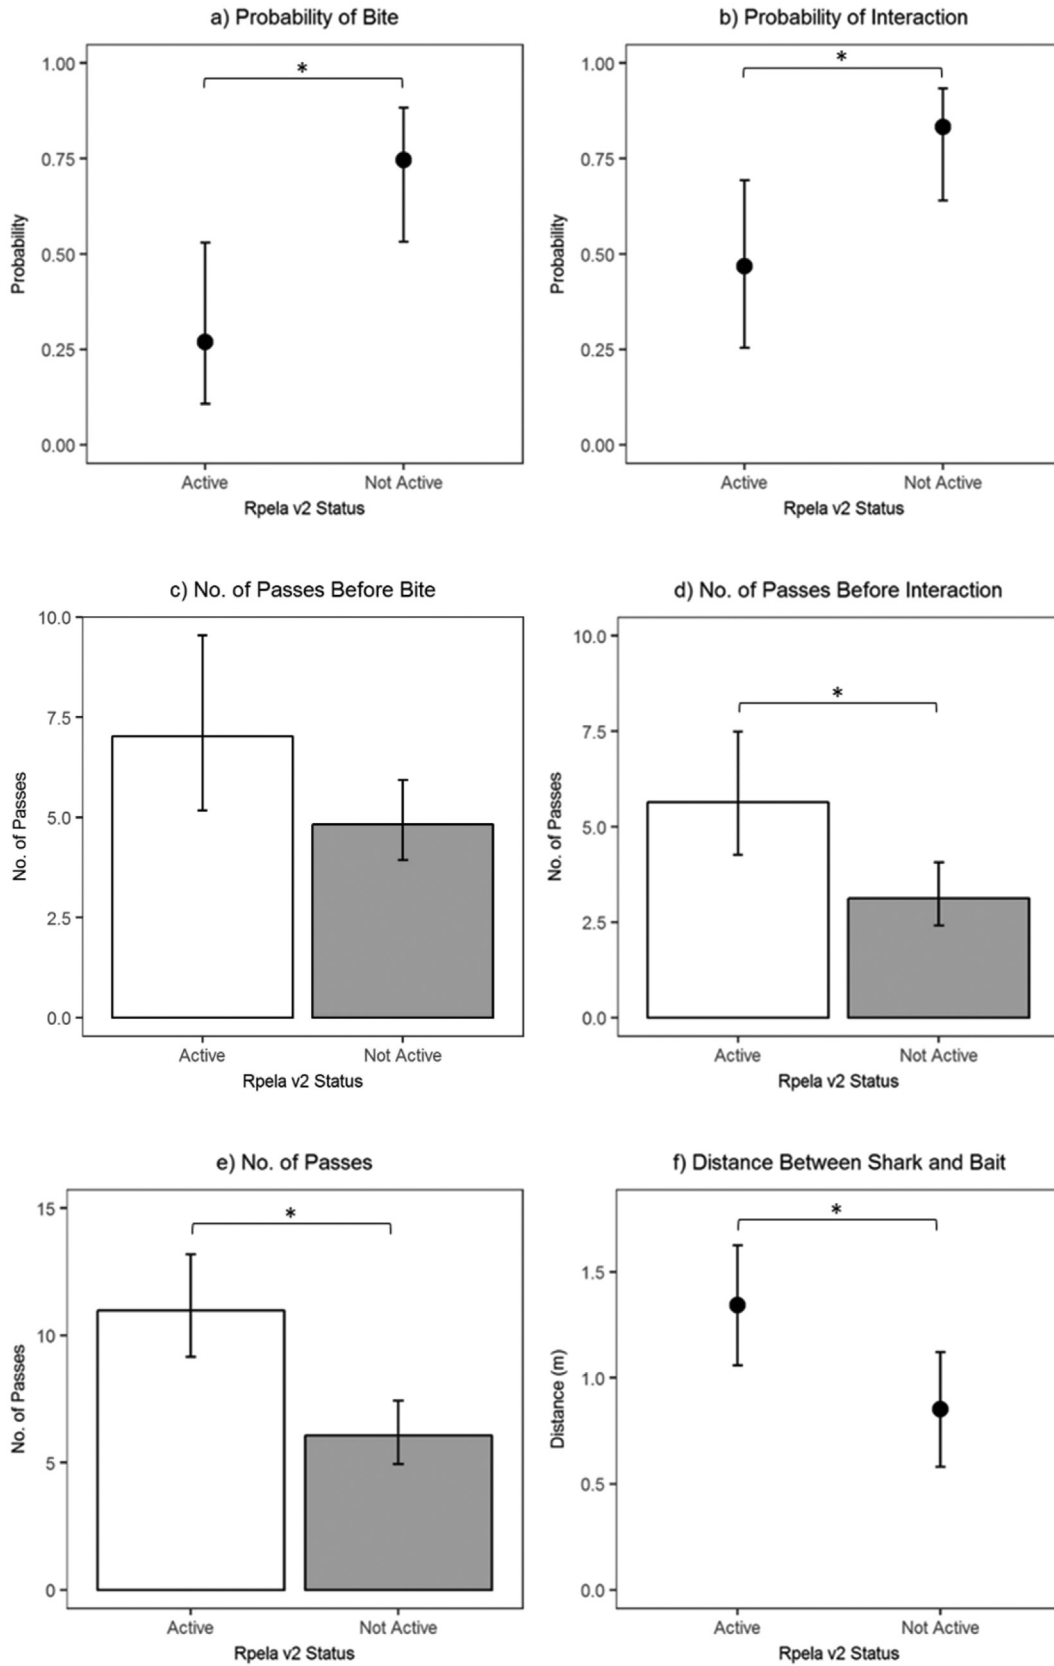 a) Probability of Bite
*
1.00
0.75
0.50
0.25
0.00
Probability
Active
Not Active
Rpela v2 Status
b) Probability of Interaction
*
1.00
0.75
0.50
0.25
0.00
Probability
Active
Not Active
Rpela v2 Status
c) No. of Passes Before Bite
10.0
7.5
5.0
2.5
0.0
No. of Passes
Active
Not Active
Rpela v2 Status
d) No. of Passes Before Interaction
*
10.0
7.5
5.0
2.5
0.0
No. of Passes
Active
Not Active
Rpela v2 Status
e) No. of Passes
*
15
10
5
0
No. of Passes
Active
Not Active
Rpela v2 Status
f) Distance Between Shark and Bait
*
1.5
1.0
0.5
0.0
Distance (m)
Active
Not Active
Rpela v2 Status